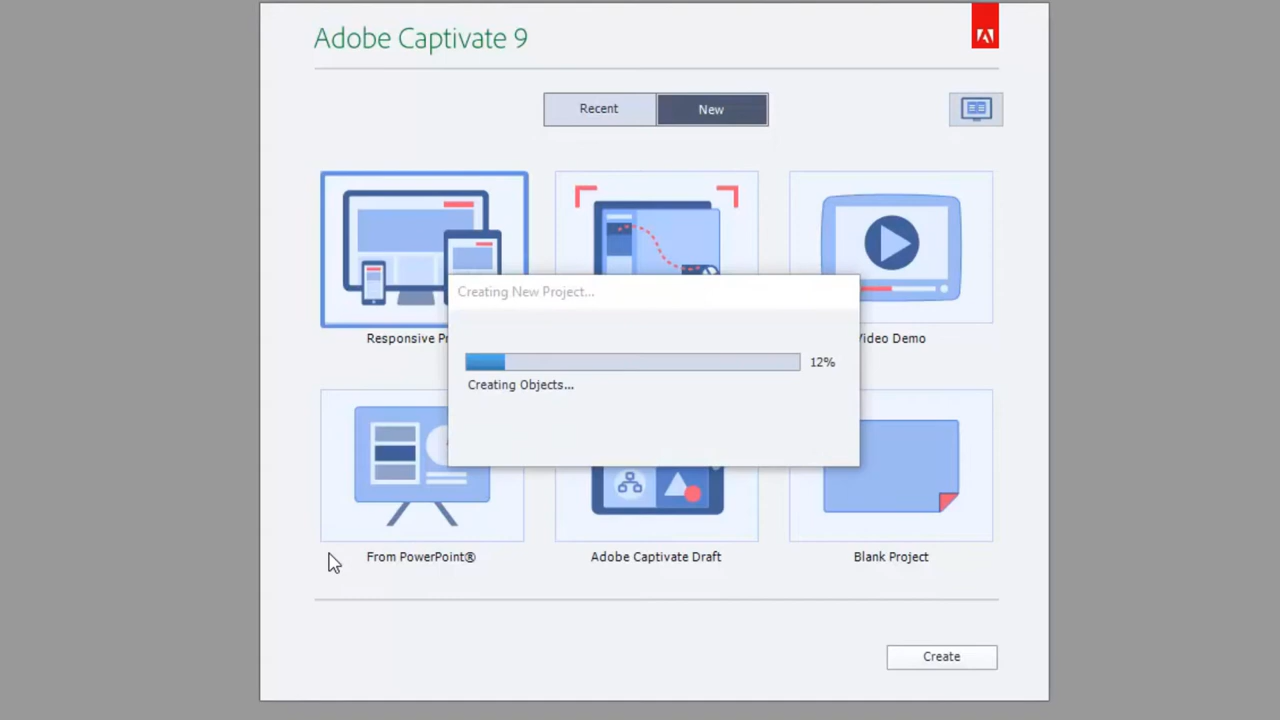 Adobe Captivate 9
Recent
New
Responsive Pr
Video Demo
Creating New Project...
12%
Creating Objects...
From PowerPoint®
Adobe Captivate Draft
Blank Project
Create